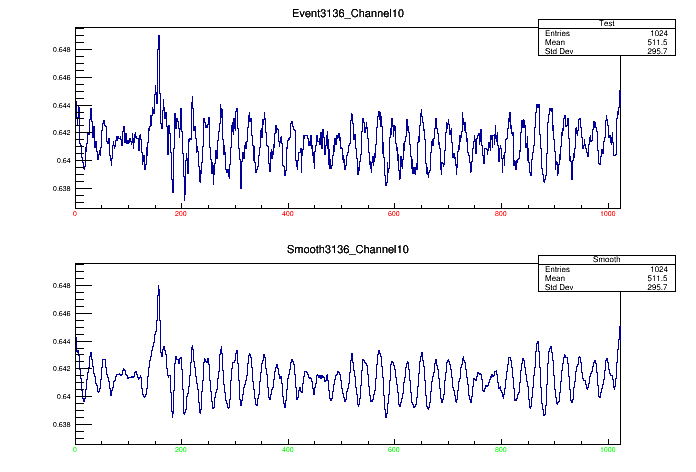 Event3136_Channel10
Test
Entries 1024
Mean 511.5
Std Dev 295.7
0.648
0.646
0.644
0.642
0.64
0.638
0 200 400 600 800 1000
Smooth3136_Channel10
Smooth
Entries 1024
Mean 511.5
Std Dev 295.7
0.648
0.646
0.644
0.642
0.64
0.638
0 200 400 600 800 1000